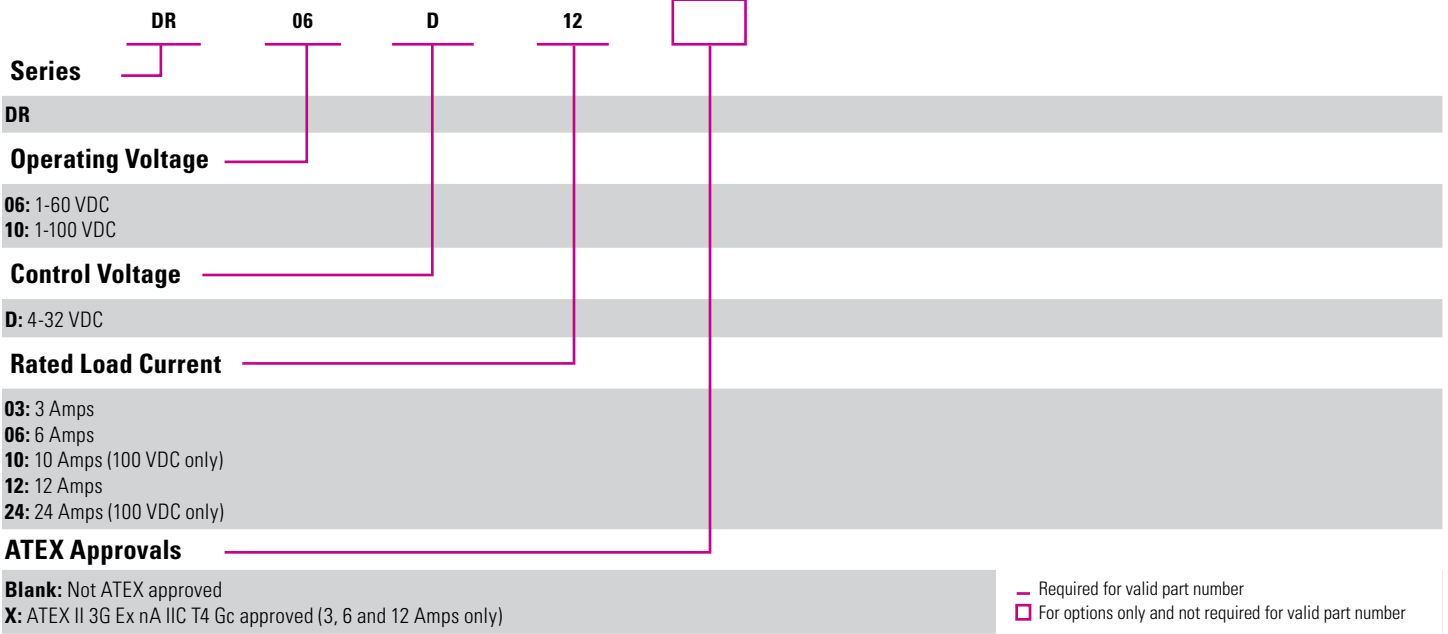 DR 06 D 12
Series
DR
Operating Voltage
06: 1-60 VDC
10: 1-100 VDC
Control Voltage
D: 4-32 VDC
Rated Load Current
03: 3 Amps
06: 6 Amps
10: 10 Amps (100 VDC only)
12: 12 Amps
24: 24 Amps (100 VDC only)
ATEX Approvals
Blank: Not ATEX approved
X: ATEX II 3G Ex nA IIC T4 Gc approved (3, 6 and 12 Amps only)
Required for valid part number
For options only and not required for valid part number